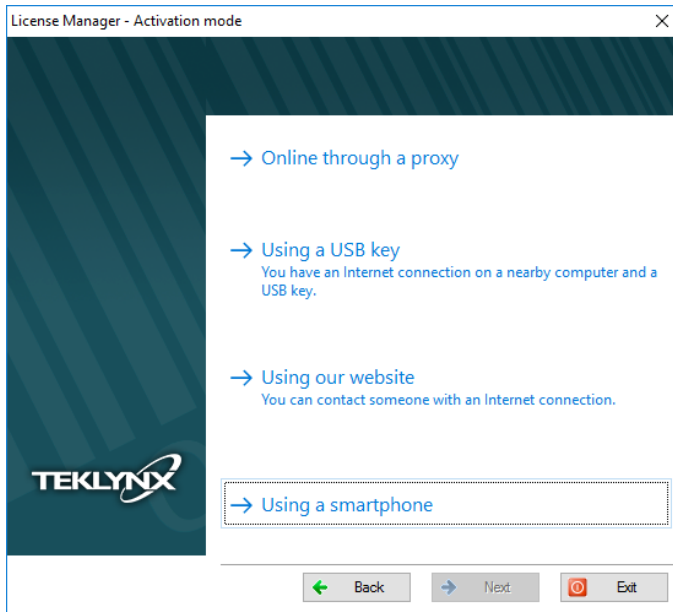 License Manager - Activation mode
Online through a proxy
Using a USB key
You have an Internet connection on a nearby computer and a
USB key.
Using our website
You can contact someone with an Internet connection.
TEKLYNX
Using a smartphone
Back
Next
Exit